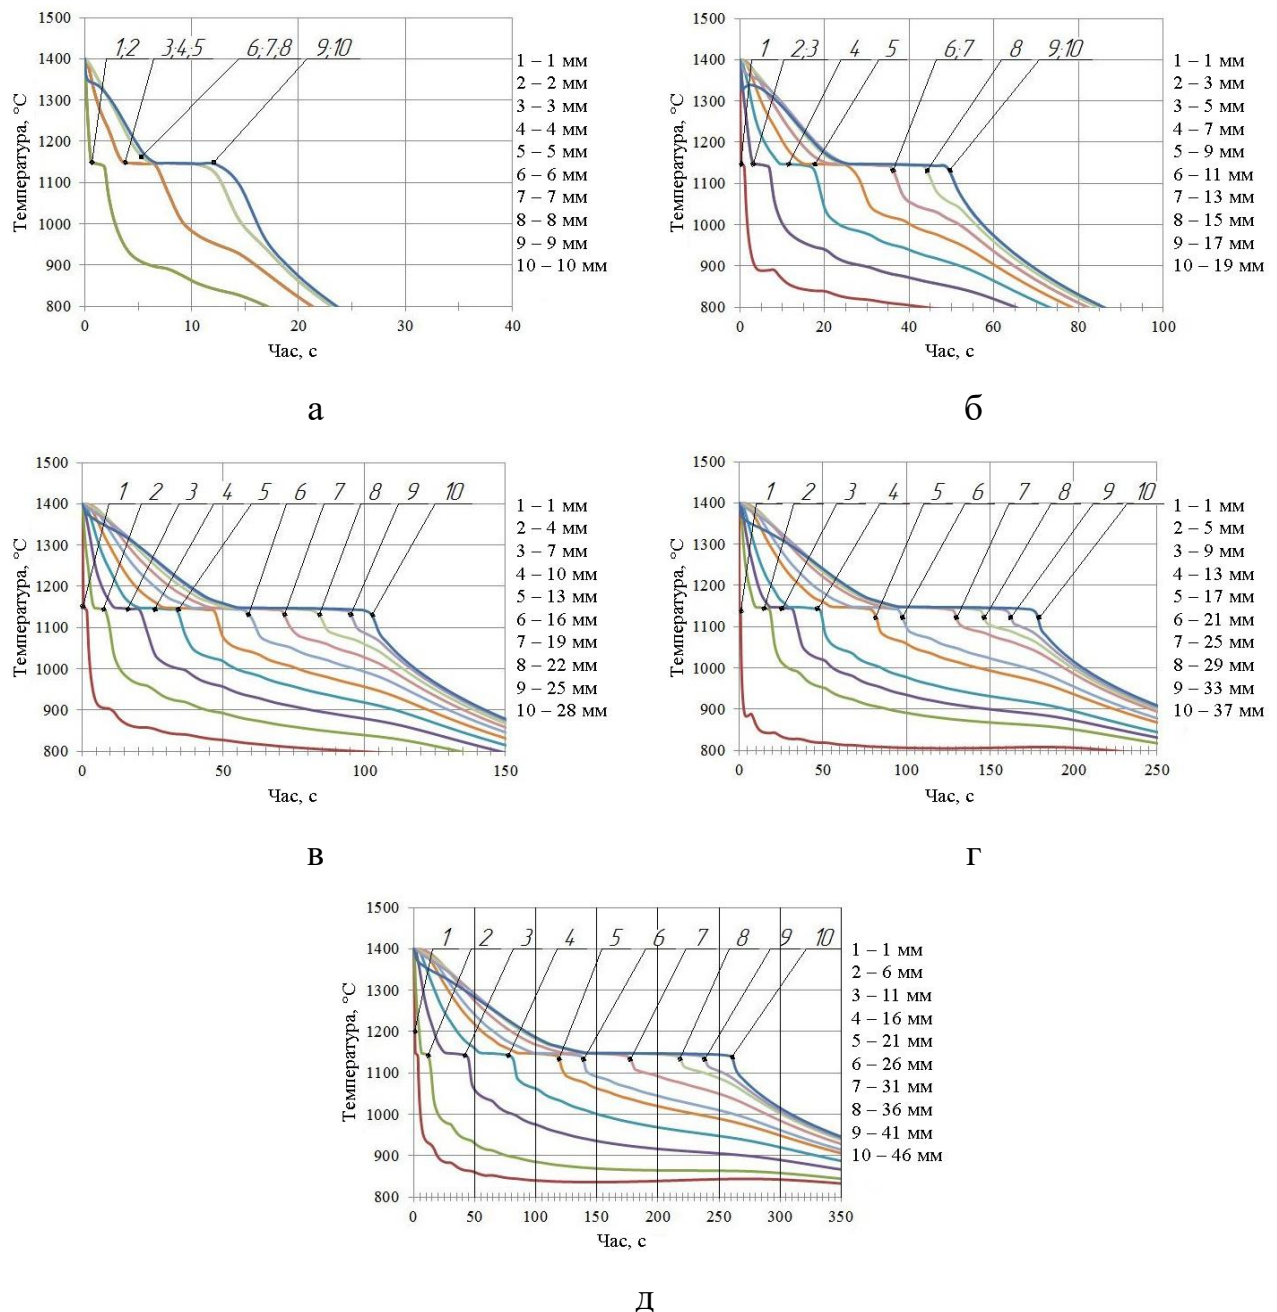 1500
1400
1300
1200
1100
1000
900
800
0
10
20
30
40
Температура, °С
Час, с
1;2
3;4;5
6;7;8
9;10
1 – 1 мм
2 – 2 мм
3 – 3 мм
4 – 4 мм
5 – 5 мм
6 – 6 мм
7 – 7 мм
8 – 8 мм
9 – 9 мм
10 – 10 мм
а
1500
1400
1300
1200
1100
1000
900
800
0
20
40
60
80
100
Температура, °С
Час, с
1
2;3
4
5
6;7
8
9;10
1 – 1 мм
2 – 3 мм
3 – 5 мм
4 – 7 мм
5 – 9 мм
6 – 11 мм
7 – 13 мм
8 – 15 мм
9 – 17 мм
10 – 19 мм
б
1500
1400
1300
1200
1100
1000
900
800
0
50
100
150
Температура, °С
Час, с
1
2
3
4
5
6
7
8
9
10
1 – 1 мм
2 – 4 мм
3 – 7 мм
4 – 10 мм
5 – 13 мм
6 – 16 мм
7 – 19 мм
8 – 22 мм
9 – 25 мм
10 – 28 мм
в
1500
1400
1300
1200
1100
1000
900
800
0
50
100
150
200
250
Температура, °С
Час, с
1
2
3
4
5
6
7
8
9
10
1 – 1 мм
2 – 5 мм
3 – 9 мм
4 – 13 мм
5 – 17 мм
6 – 21 мм
7 – 25 мм
8 – 29 мм
9 – 33 мм
10 – 37 мм
г
1500
1400
1300
1200
1100
1000
900
800
0
50
100
150
200
250
300
350
Температура, °С
Час, с
1
2
3
4
5
6
7
8
9
10
1 – 1 мм
2 – 6 мм
3 – 11 мм
4 – 16 мм
5 – 21 мм
6 – 26 мм
7 – 31 мм
8 – 36 мм
9 – 41 мм
10 – 46 мм
д